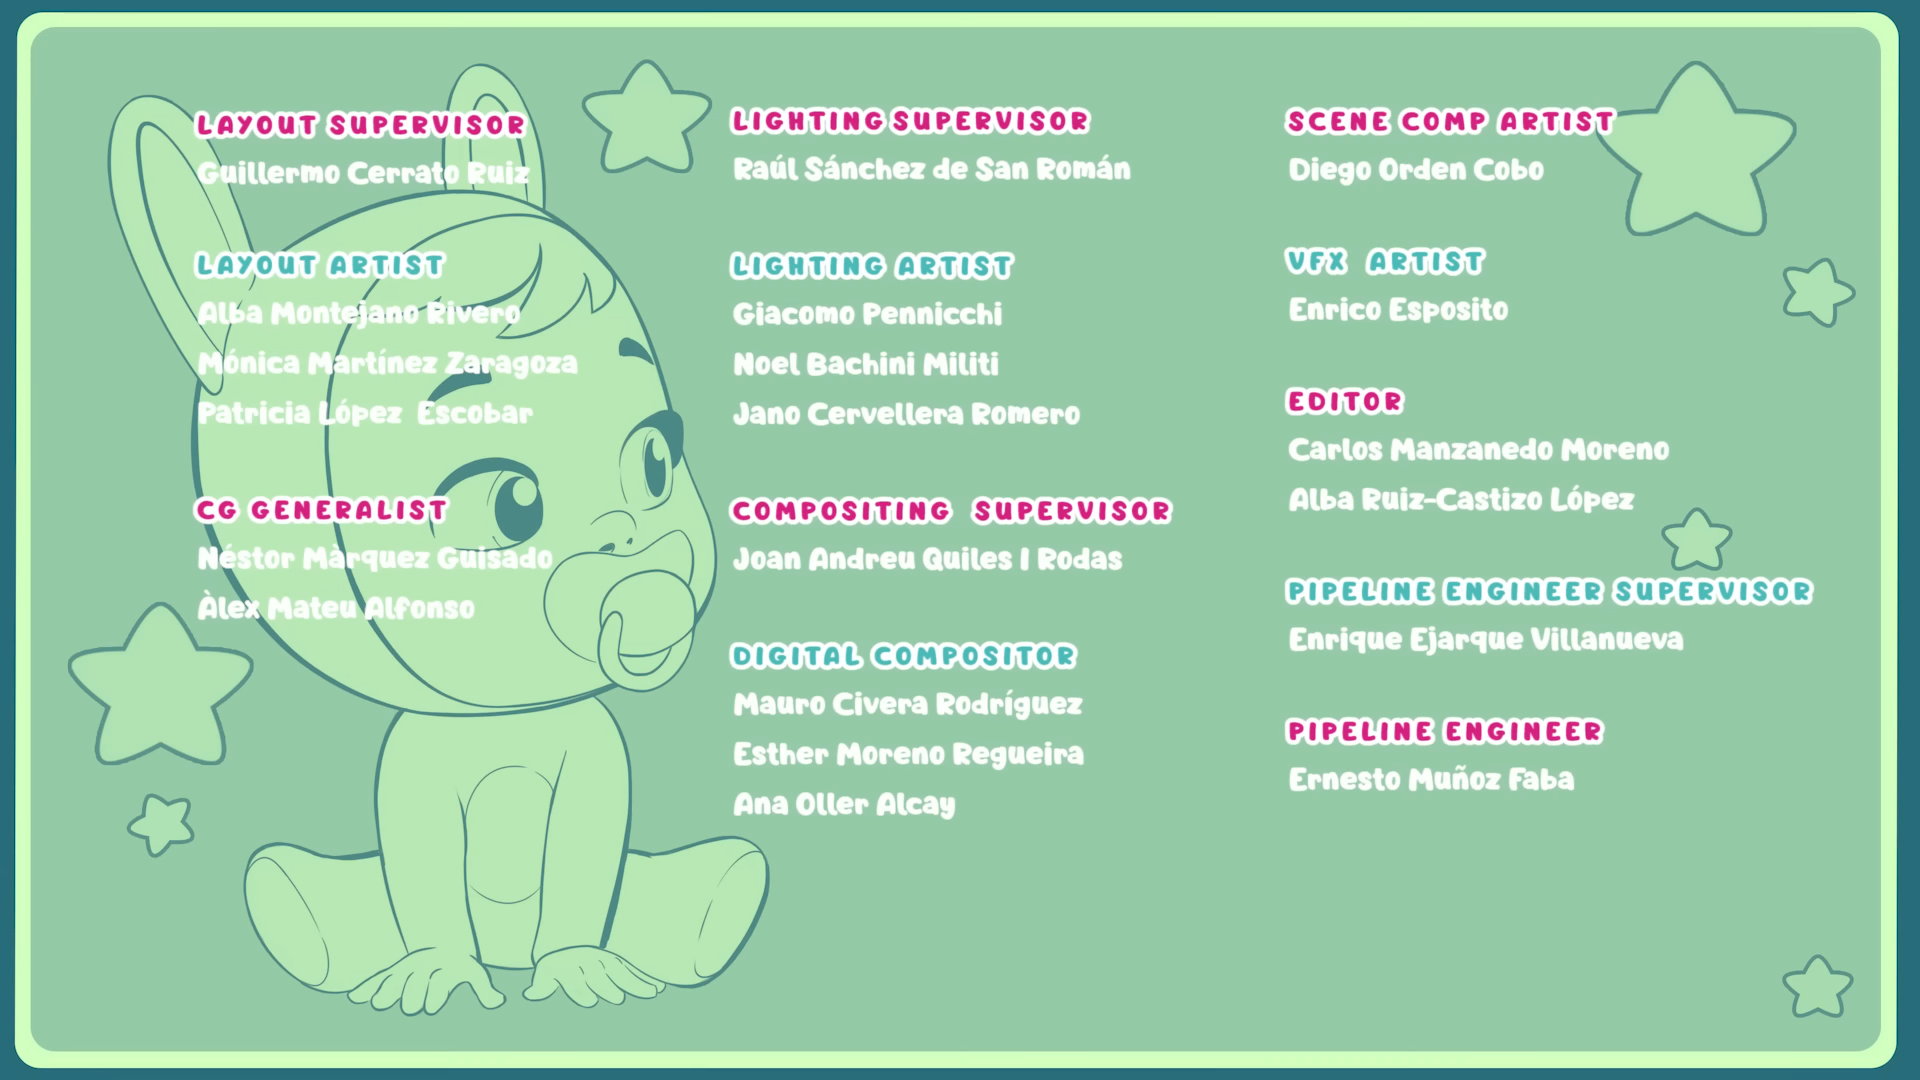 LAYOUT SUPERVISOR
Guillermo Cerrato Ruiz
LAYOUT ARTIST
Alba Montejano Rivero
Mónica Martínez Zaragoza
Patricia López Escobar
CG GENERALIST
Néstor Màrquez Guisado
Àlex Mateu Alfonso
LIGHTING SUPERVISOR
Raúl Sánchez de San Román
LIGHTING ARTIST
Giacomo Pennicchi
Noel Bachini Militi
Jano Cervellera Romero
COMPOSITING SUPERVISOR
Joan Andreu Quiles I Rodas
DIGITAL COMPOSITOR
Mauro Civera Rodríguez
Esther Moreno Regueira
Ana Oller Alcay
SCENE COMP ARTIST
Diego Orden Cobo
VFX ARTIST
Enrico Esposito
EDITOR
Carlos Manzanedo Moreno
Alba Ruiz-Castizo López
PIPELINE ENGINEER SUPERVISOR
Enrique Ejarque Villanueva
PIPELINE ENGINEER
Ernesto Muñoz Faba